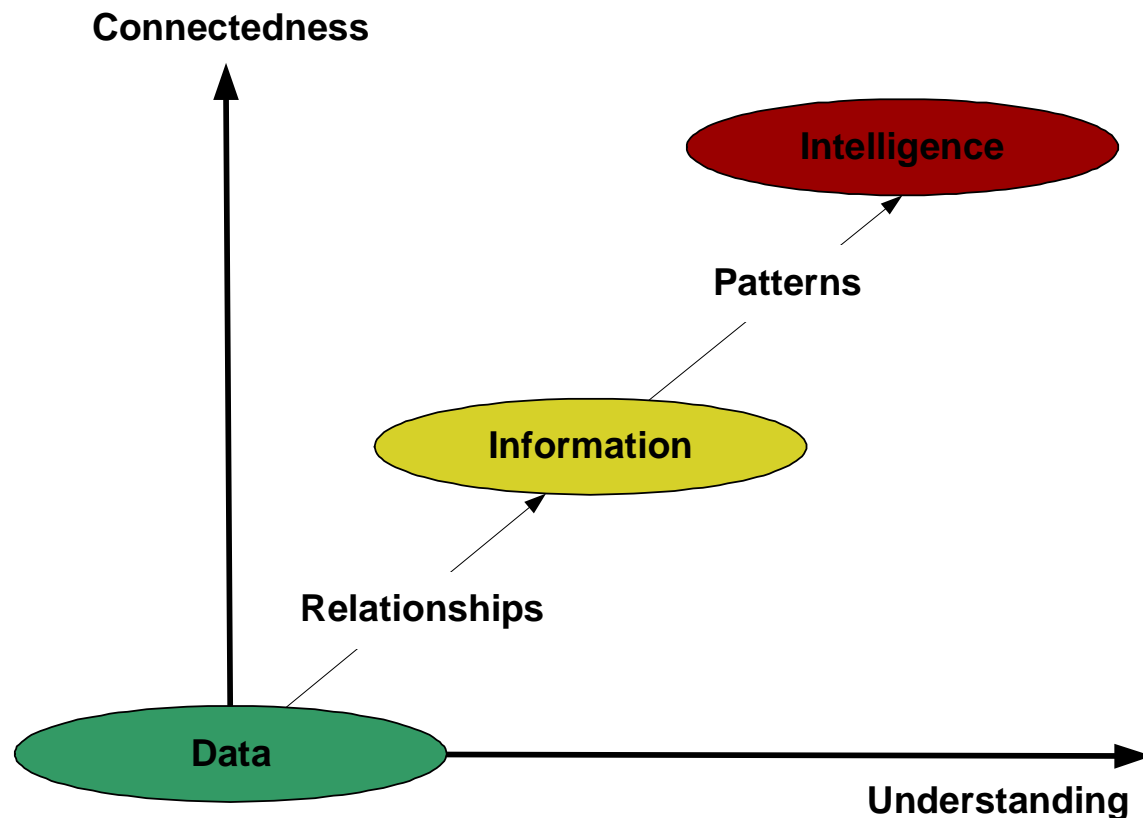 Connectedness
Intelligence
Patterns
Information
Relationships
Data
Understanding